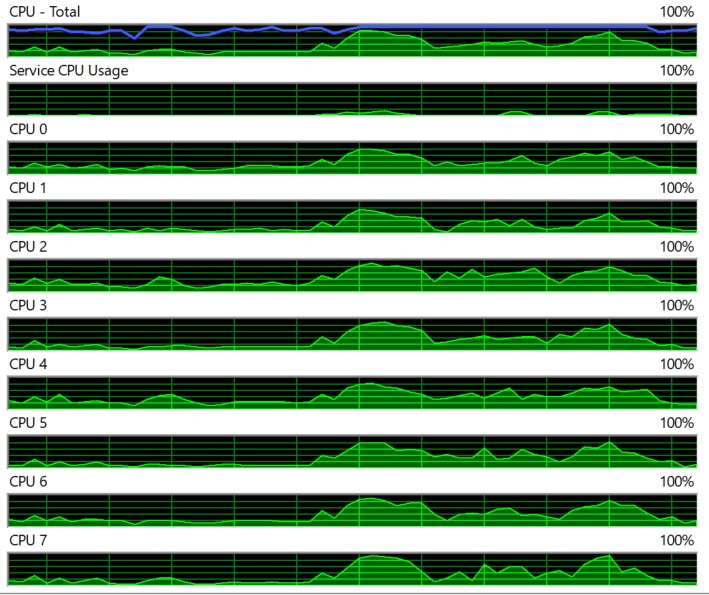 CPU - Total 100%
Service CPU Usage 100%
CPU 0 100%
CPU 1 100%
CPU 2 100%
CPU 3 100%
CPU 4 100%
CPU 5 100%
CPU 6 100%
CPU 7 100%